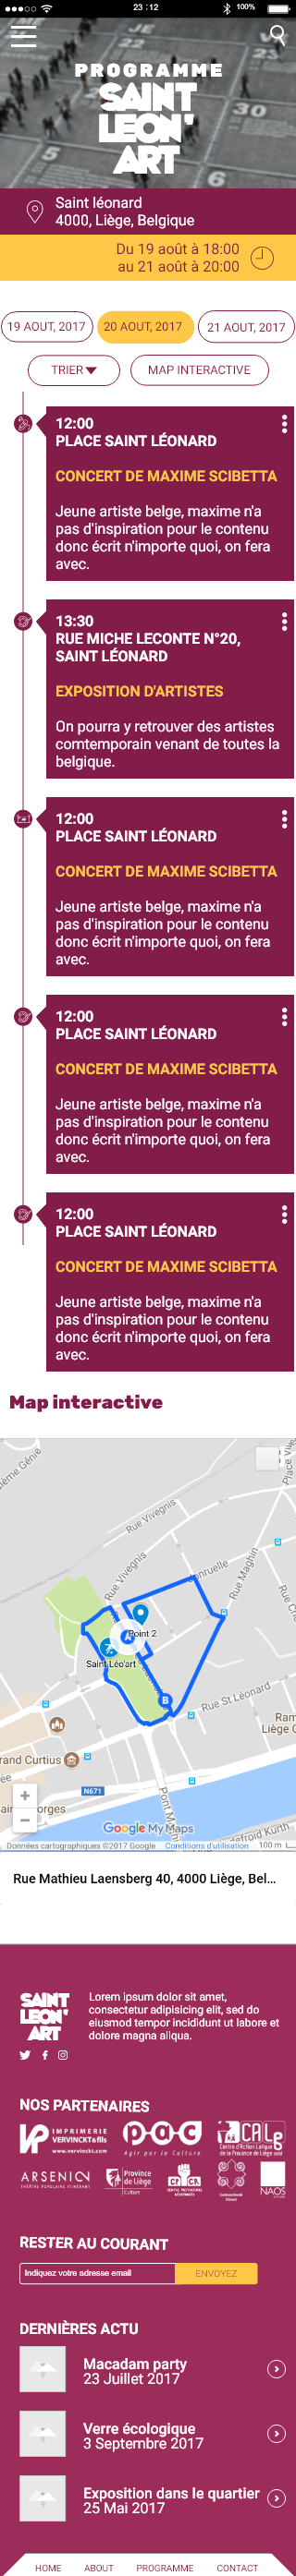 23 : 12
100%
PROGRAMME
SAINT
LEON'
ART
Saint léonard
4000, Liège, Belgique
Du 19 août à 18:00
au 21 août à 20:00
19 AOUT, 2017
20 AOUT, 2017
21 AOUT, 2017
TRIER
MAP INTERACTIVE
12:00
PLACE SAINT LÉONARD
CONCERT DE MAXIME SCIBETTA
Jeune artiste belge, maxime n'a
pas d'inspiration pour le contenu
donc écrit n'importe quoi, on fera
avec.
13:30
RUE MICHE LECONTE N°20,
SAINT LÉONARD
EXPOSITION D'ARTISTES
On pourra y retrouver des artistes
comtemporain venant de toutes la
belgique.
12:00
PLACE SAINT LÉONARD
CONCERT DE MAXIME SCIBETTA
Jeune artiste belge, maxime n'a
pas d'inspiration pour le contenu
donc écrit n'importe quoi, on fera
avec.
12:00
PLACE SAINT LÉONARD
CONCERT DE MAXIME SCIBETTA
Jeune artiste belge, maxime n'a
pas d'inspiration pour le contenu
donc écrit n'importe quoi, on fera
avec.
12:00
PLACE SAINT LÉONARD
CONCERT DE MAXIME SCIBETTA
Jeune artiste belge, maxime n'a
pas d'inspiration pour le contenu
donc écrit n'importe quoi, on fera
avec.
Map interactive
Place Viv
Rue Vivegnis
Rue Vivegnis
Rue Maghin
Point 2
A
Saint Léo'art
B
Rue St Léonard
Ram
Liège C
rand Curtius
N671
Google My Maps
Données cartographiques ©2017 Google
Conditions d'utilisation
100 m
Rue Mathieu Laensberg 40, 4000 Liège, Bel...
SAINT
LEON'
ART
Lorem ipsum dolor sit amet,
consectetur adipisicing elit, sed do
eiusmod tempor incididunt ut labore et
dolore magna aliqua.
NOS PARTENAIRES
IMPRIMERIE
VERVINCKT&fils
www.vervinckt.com
pac
Agir par la Culture
CALg
Centre d'Action Laïque
de la Province de Liège
ARSENIC
THÉÂTRE POPULAIRE ITINÉRANT
Province
de Liège
Culture
NAOS
RESTER AU COURANT
Indiquez votre adresse email
ENVOYEZ
DERNIÈRES ACTU
Macadam party
23 Juillet 2017
Verre écologique
3 Septembre 2017
Exposition dans le quartier
25 Mai 2017
HOME
ABOUT
PROGRAMME
CONTACT